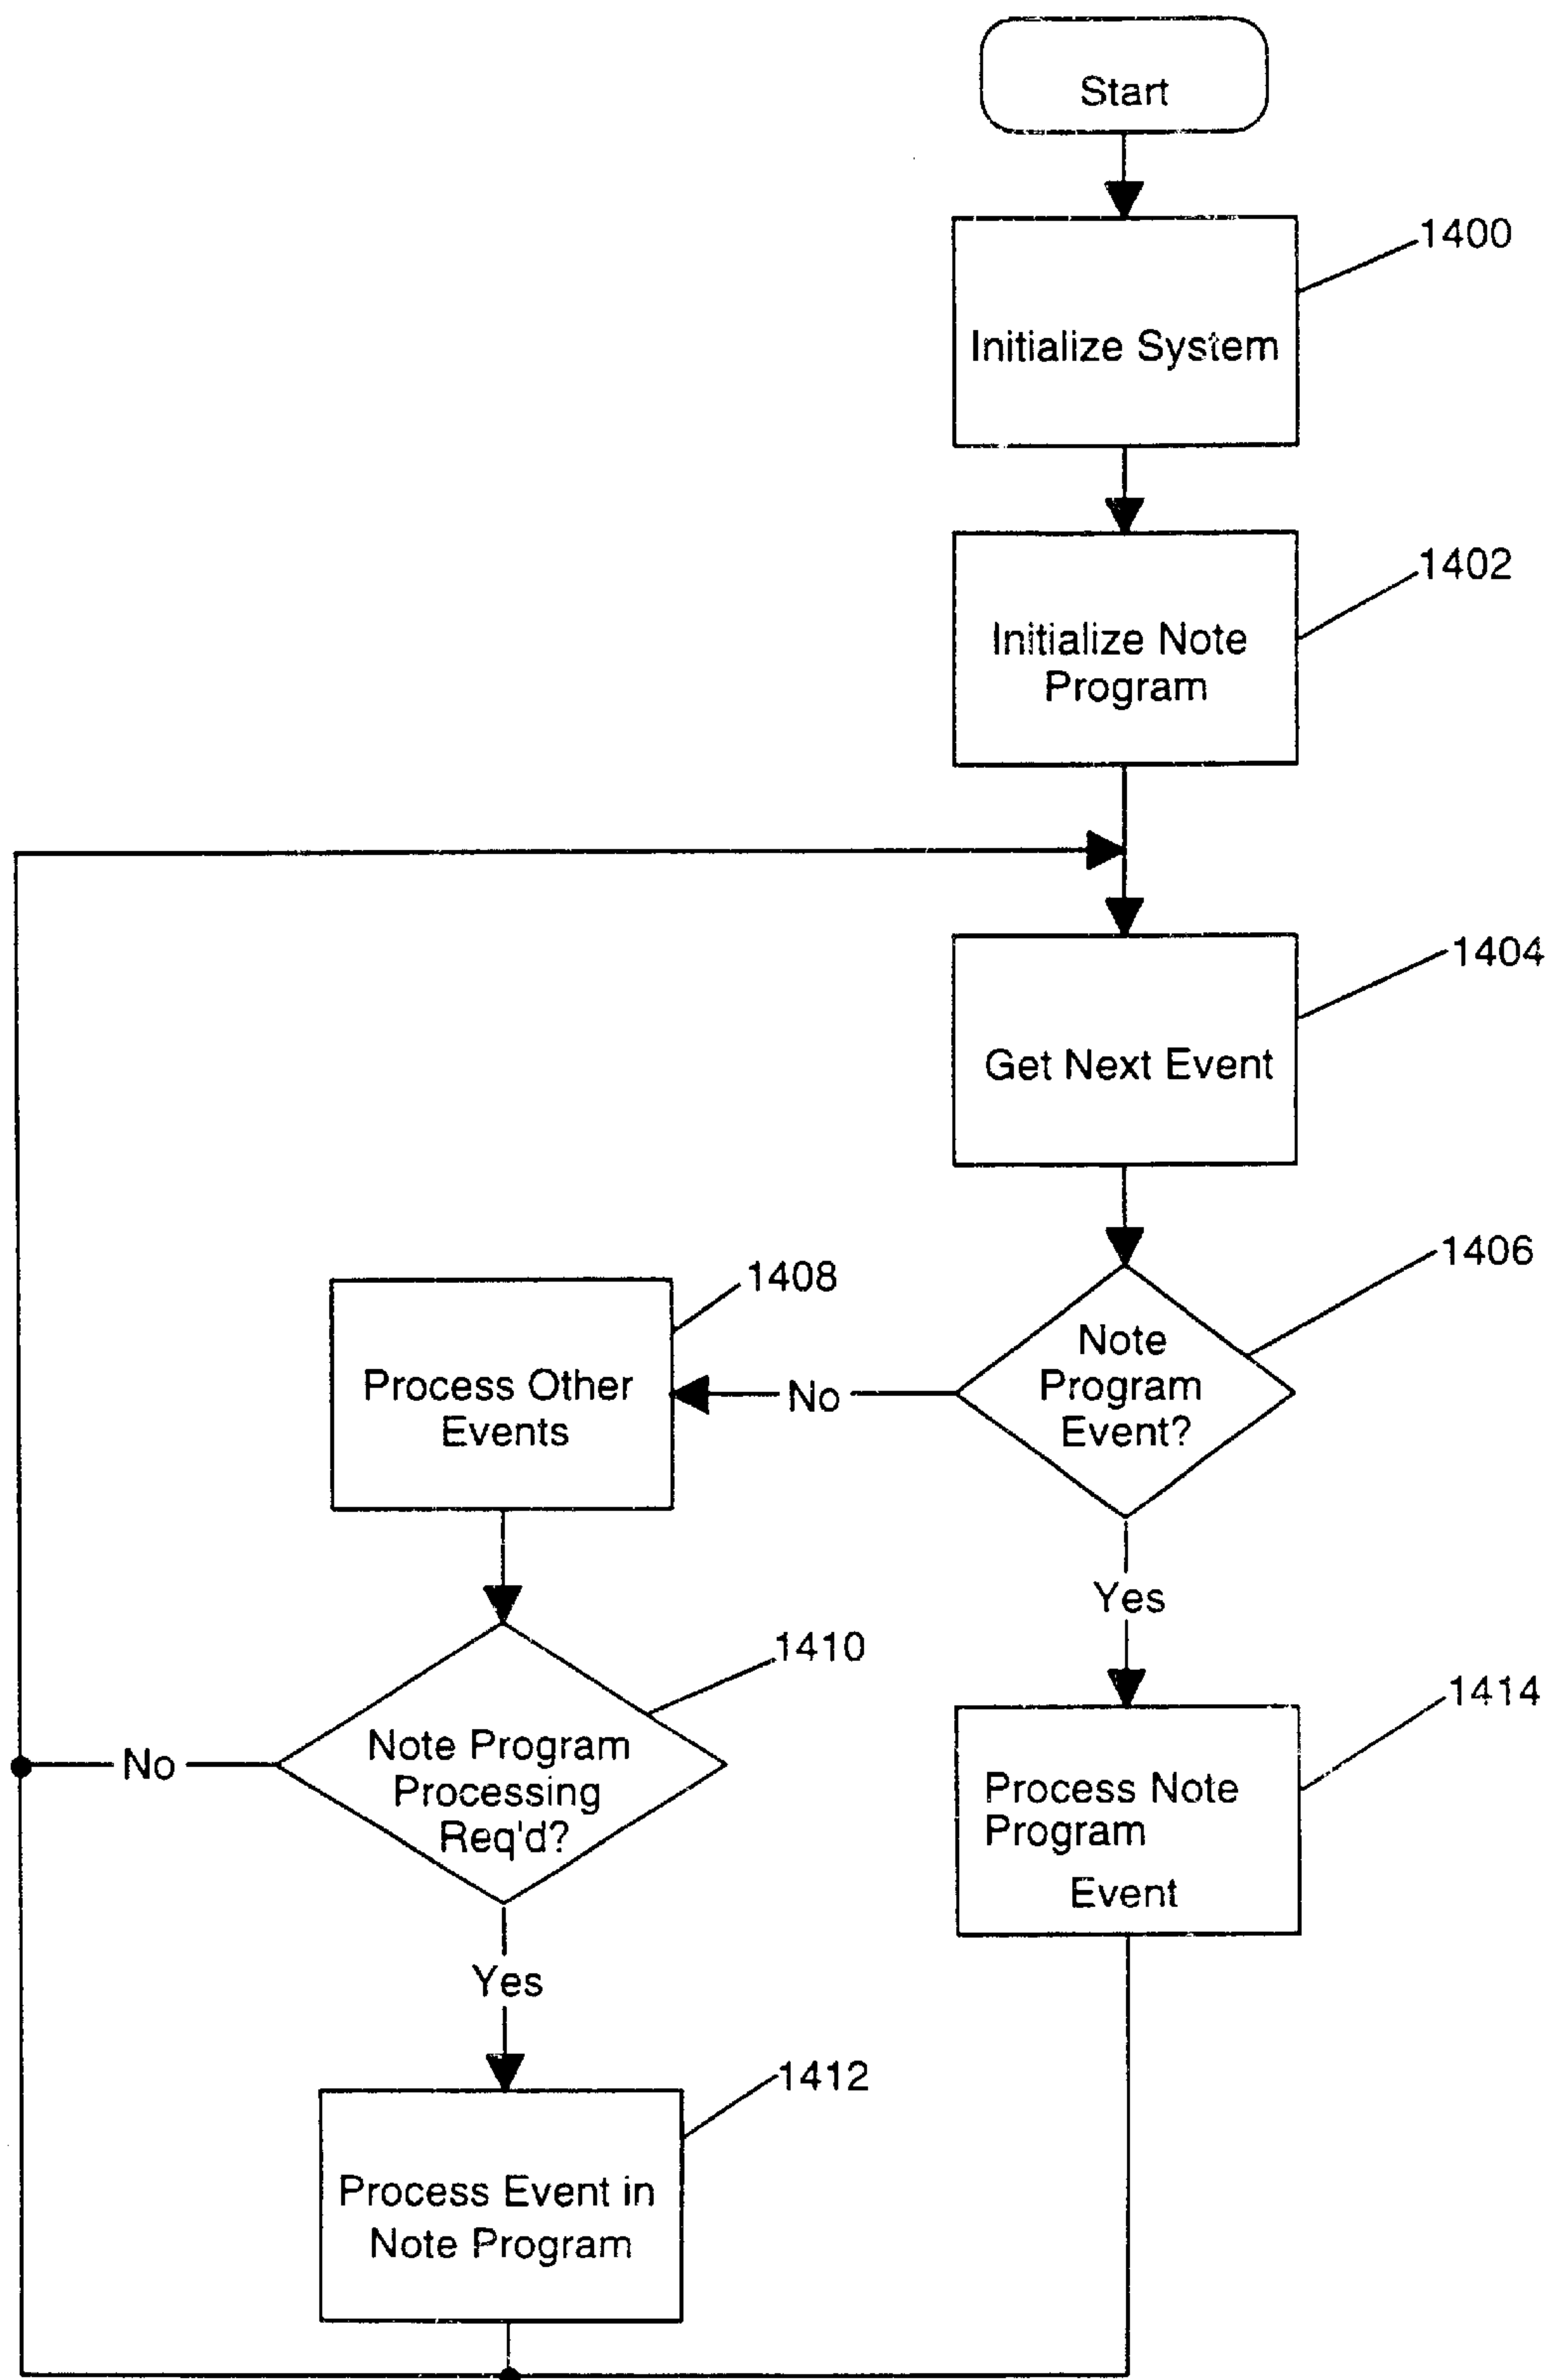 Start
1400
Initialize System
1402
Initialize Note
Program
1404
Get Next Event
1406
Note
Program
Event?
No
1408
Process Other
Events
Yes
1410
Note Program
Processing
Req'd?
No
1414
Process Note
Program
Event
Yes
1412
Process Event in
Note Program